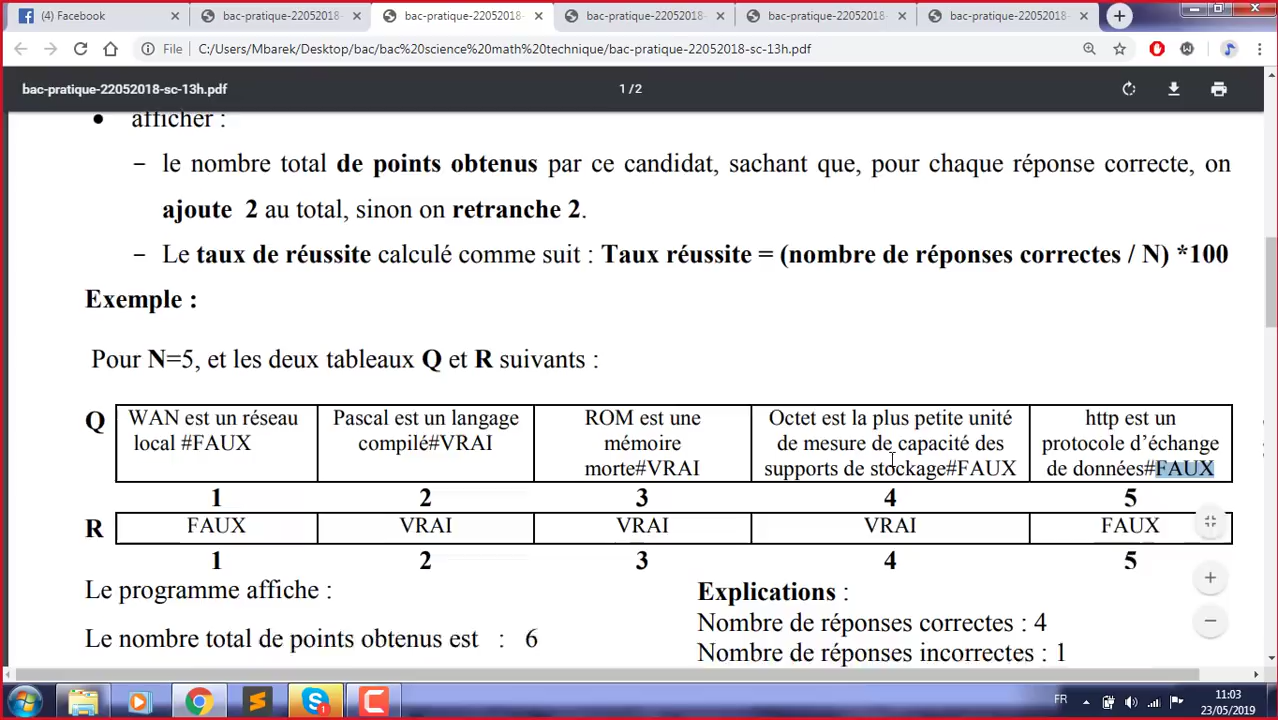 (4) Facebook
bac-pratique-22052018-
bac-pratique-22052018-
bac-pratique-22052018-
bac-pratique-22052018-
bac-pratique-22052018-
File
C:/Users/Mbarek/Desktop/bac/bac%20science%20math%20technique/bac-pratique-22052018-sc-13h.pdf
bac-pratique-22052018-sc-13h.pdf
1 / 2
• afficher :
− le nombre total de points obtenus par ce candidat, sachant que, pour chaque réponse correcte, on
ajoute 2 au total, sinon on retranche 2.
− Le taux de réussite calculé comme suit : Taux réussite = (nombre de réponses correctes / N) *100
Exemple :
Pour N=5, et les deux tableaux Q et R suivants :
Q
WAN est un réseau
local #FAUX
Pascal est un langage
compilé#VRAI
ROM est une
mémoire
morte#VRAI
Octet est la plus petite unité
de mesure de capacité des
supports de stockage#FAUX
http est un
protocole d’échange
de données#FAUX
1 2 3 4 5
R FAUX VRAI VRAI VRAI FAUX
1 2 3 4 5
Le programme affiche :
Le nombre total de points obtenus est : 6
Explications :
Nombre de réponses correctes : 4
Nombre de réponses incorrectes : 1
FR
11:03
23/05/2019